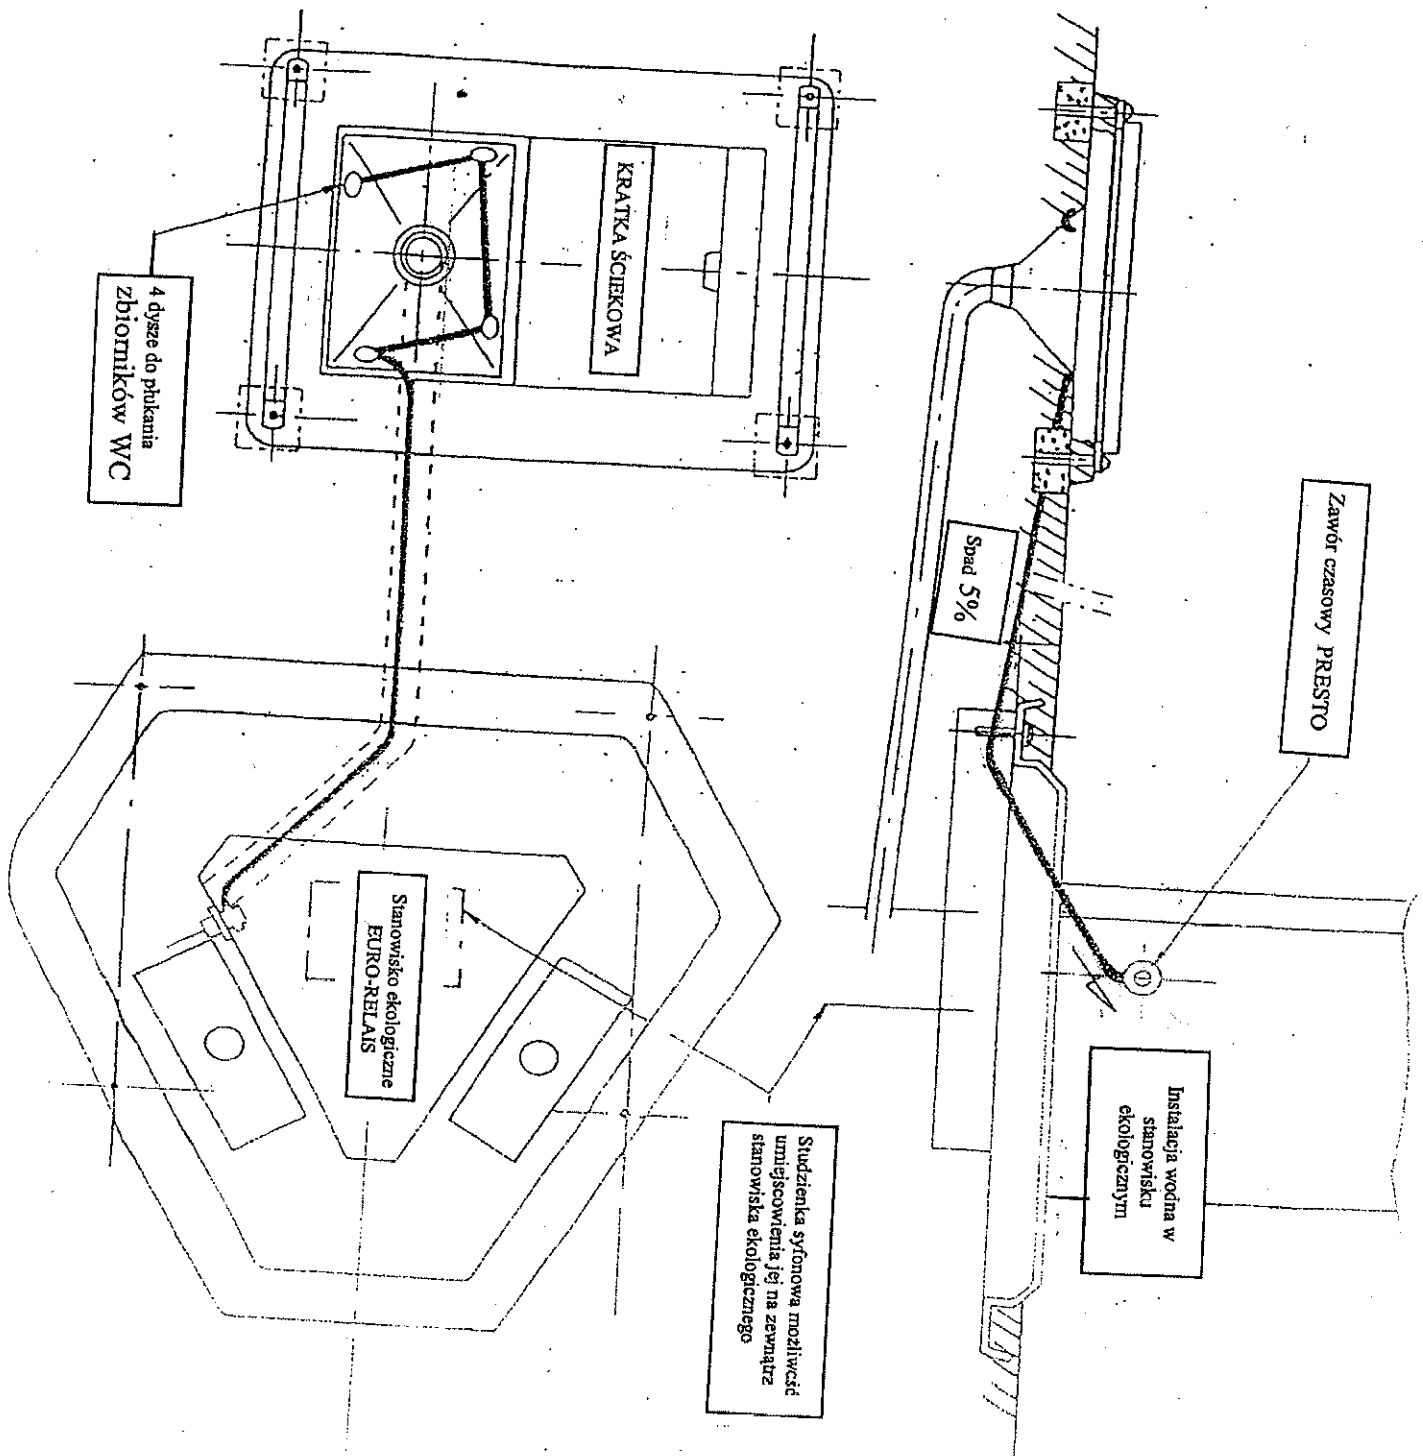 Zawór czasowy PRESTO
Instalacja wodna w
stanowisku
ekologicznym
Spad 5%
KRATKA ŚCIEKOWA
4 dysze do płukania
zbiorników WC
Stanowisko ekologiczne
EURO-RELAIS
Studzienka syfonowa możliwość
umiejscowienia jej na zewnątrz
stanowiska ekologicznego